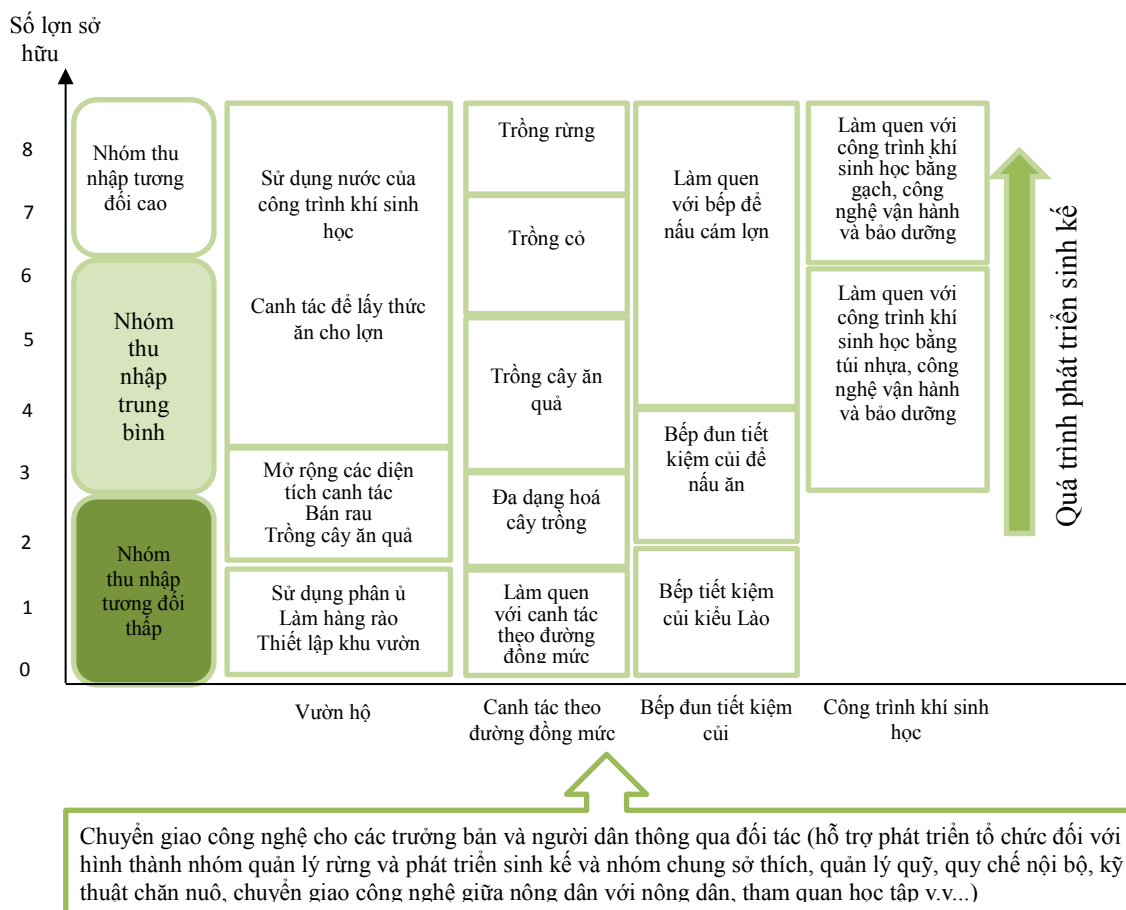 Số lợn sở
hữu
8
7
6
5
4
3
2
1
0
Nhóm thu
nhập tương
đối cao
Nhóm
thu
nhập
trung
bình
Nhóm
thu nhập
tương đối
thấp
Sử dụng nước của
công trình khí sinh
học
Canh tác để lấy thức
ăn cho lợn
Mở rộng các diện
tích canh tác
Bán rau
Trồng cây ăn quả
Sử dụng phân ủ
Làm hàng rào
Thiết lập khu vườn
Trồng rừng
Trồng cỏ
Trồng cây ăn
quả
Đa dạng hoá
cây trồng
Làm quen
với canh tác
theo đường
đồng mức
Làm quen
với bếp để
nấu cám lợn
Bếp đun tiết
kiệm củi để
nấu ăn
Bếp tiết kiệm
củi kiểu Lào
Làm quen với
công trình khí
sinh học bằng
gạch, công
nghệ vận hành
và bảo dưỡng
Làm quen với
công trình khí
sinh học bằng
túi nhựa, công
nghệ vận hành
và bảo dưỡng
Quá trình phát triển sinh kế
Vườn hộ
Canh tác theo
đường đồng mức
Bếp đun tiết kiệm
củi
Công trình khí sinh
học
Chuyển giao công nghệ cho các trưởng bản và người dân thông qua đối tác (hỗ trợ phát triển tổ chức đối với
hình thành nhóm quản lý rừng và phát triển sinh kế và nhóm chung sở thích, quản lý quỹ, quy chế nội bộ, kỹ
thuật chăn nuô, chuyển giao công nghệ giữa nông dân với nông dân, tham quan học tập v.v...)